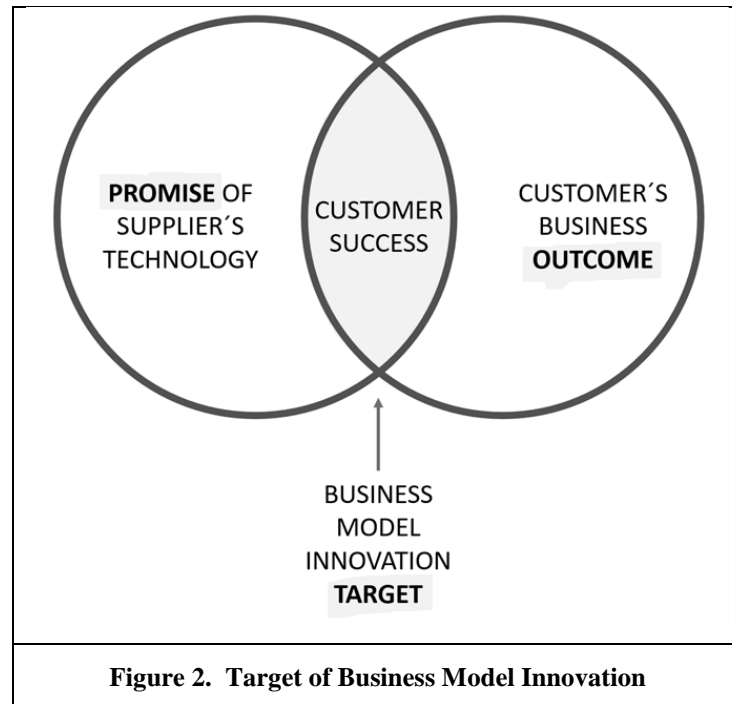 PROMISE OF
SUPPLIER´S
TECHNOLOGY
CUSTOMER
SUCCESS
CUSTOMER´S
BUSINESS
OUTCOME
BUSINESS
MODEL
INNOVATION
TARGET
Figure 2. Target of Business Model Innovation